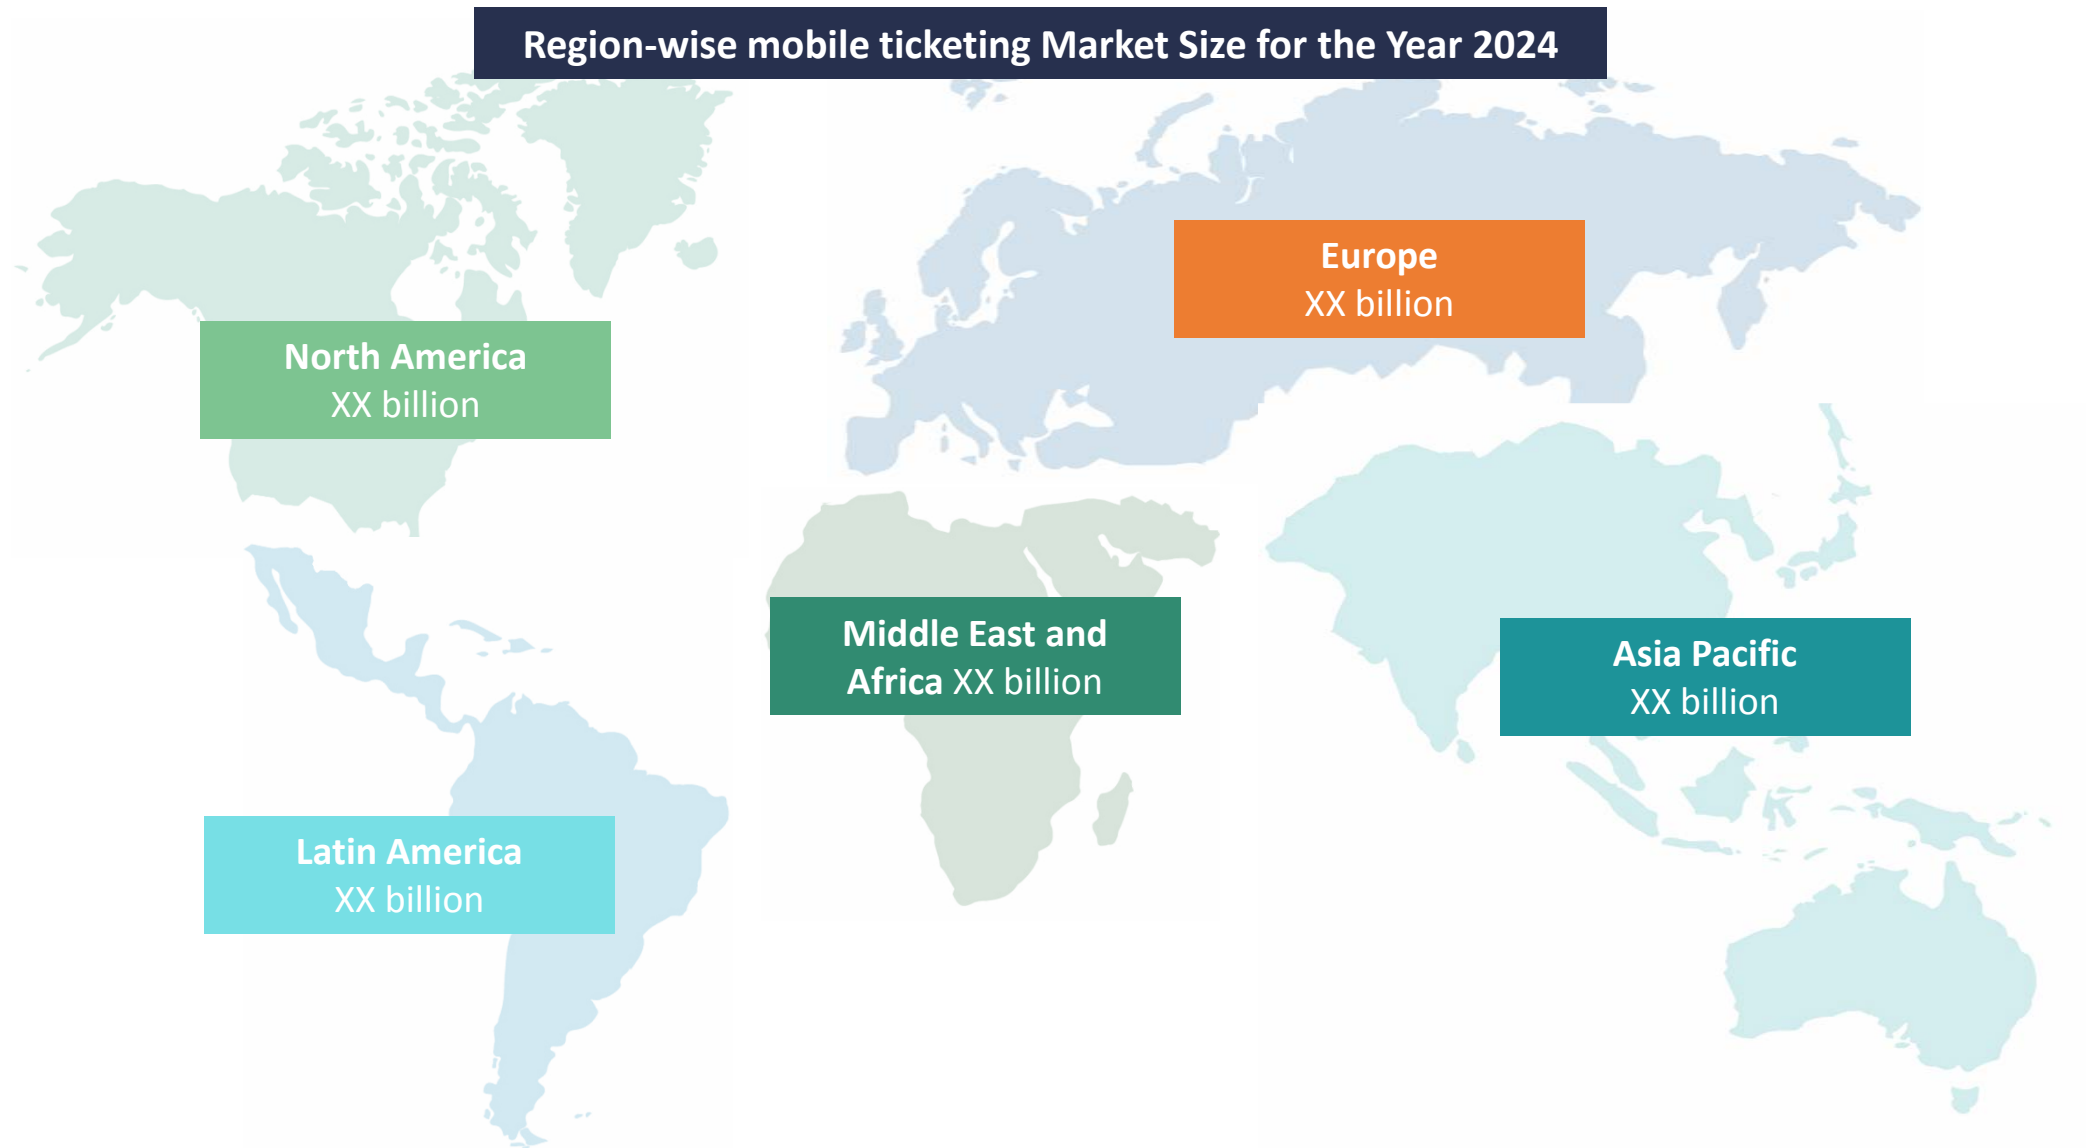 Region-wise mobile ticketing Market Size for the Year 2024
Europe
XX billion
North America
XX billion
Middle East and
Africa XX billion
Asia Pacific
XX billion
Latin America
XX billion